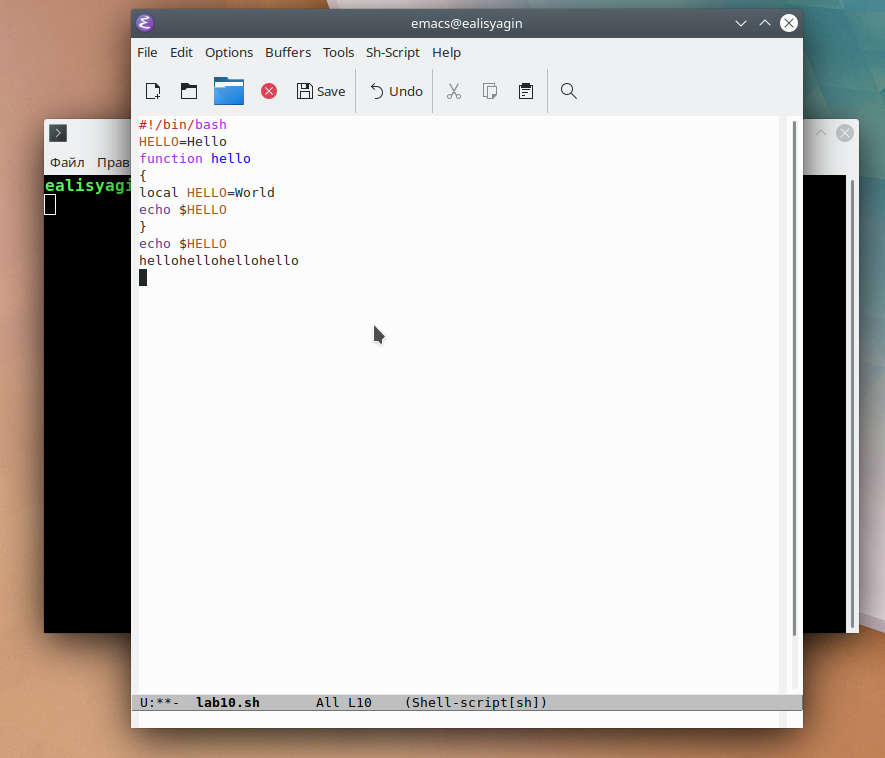 emacs@ealisyagin
File Edit Options Buffers Tools Sh-Script Help
Save Undo
Файл Прав
ealisyagi
#!/bin/bash
HELLO=Hello
function hello
{
local HELLO=World
echo $HELLO
}
echo $HELLO
hellohellohellohello
U:**- lab10.sh All L10 (Shell-script[sh])